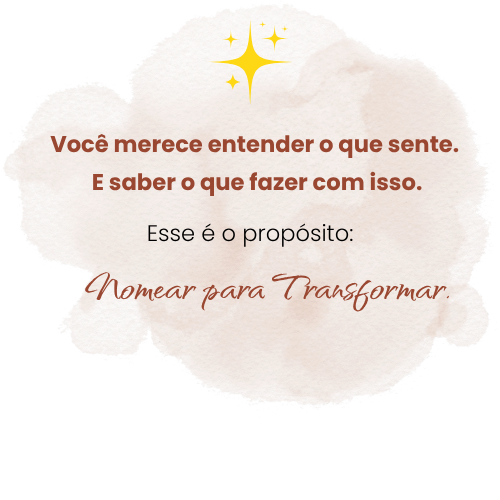 Você merece entender o que sente.
E saber o que fazer com isso.
Esse é o propósito:
Nomear para Transformar.